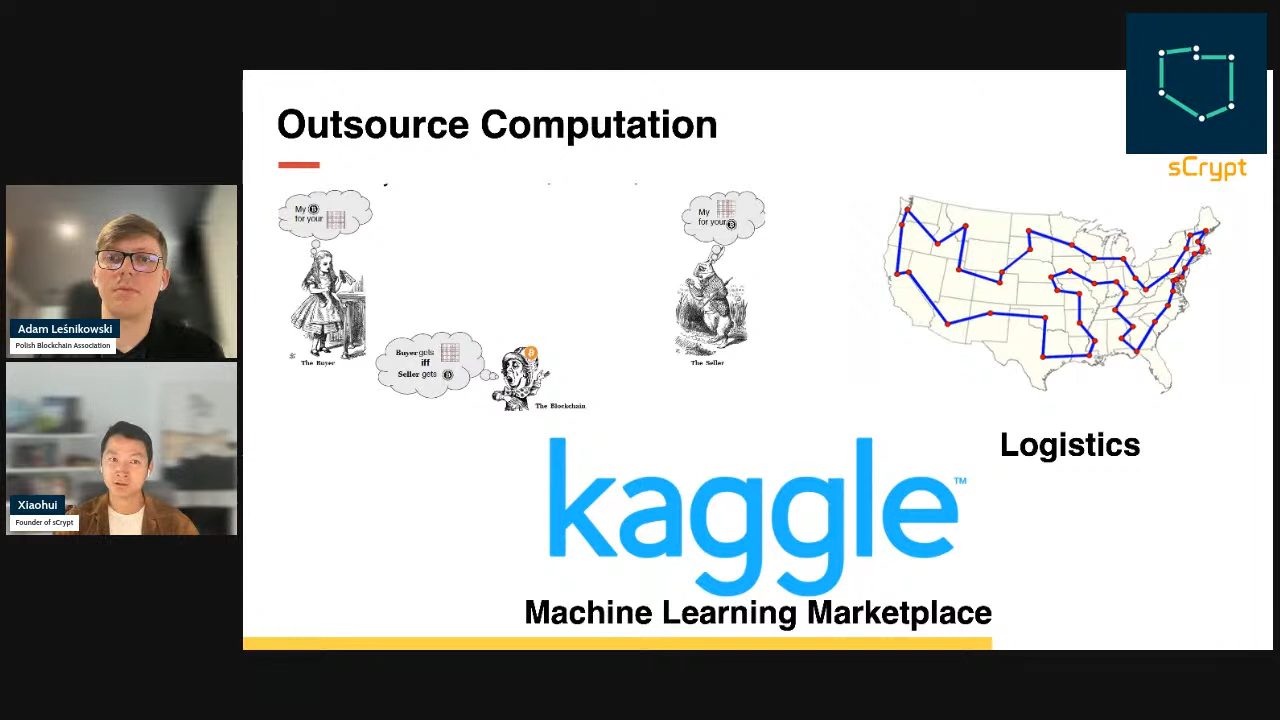 Outsource Computation
sCrypt
My
for your
The Buyer
Buyer gets
iff
Seller gets
The Blockchain
My
for your
The Seller
Logistics
kaggle™
Machine Learning Marketplace
Adam Leśnikowski
Polish Blockchain Association
Xiaohui
Founder of sCrypt